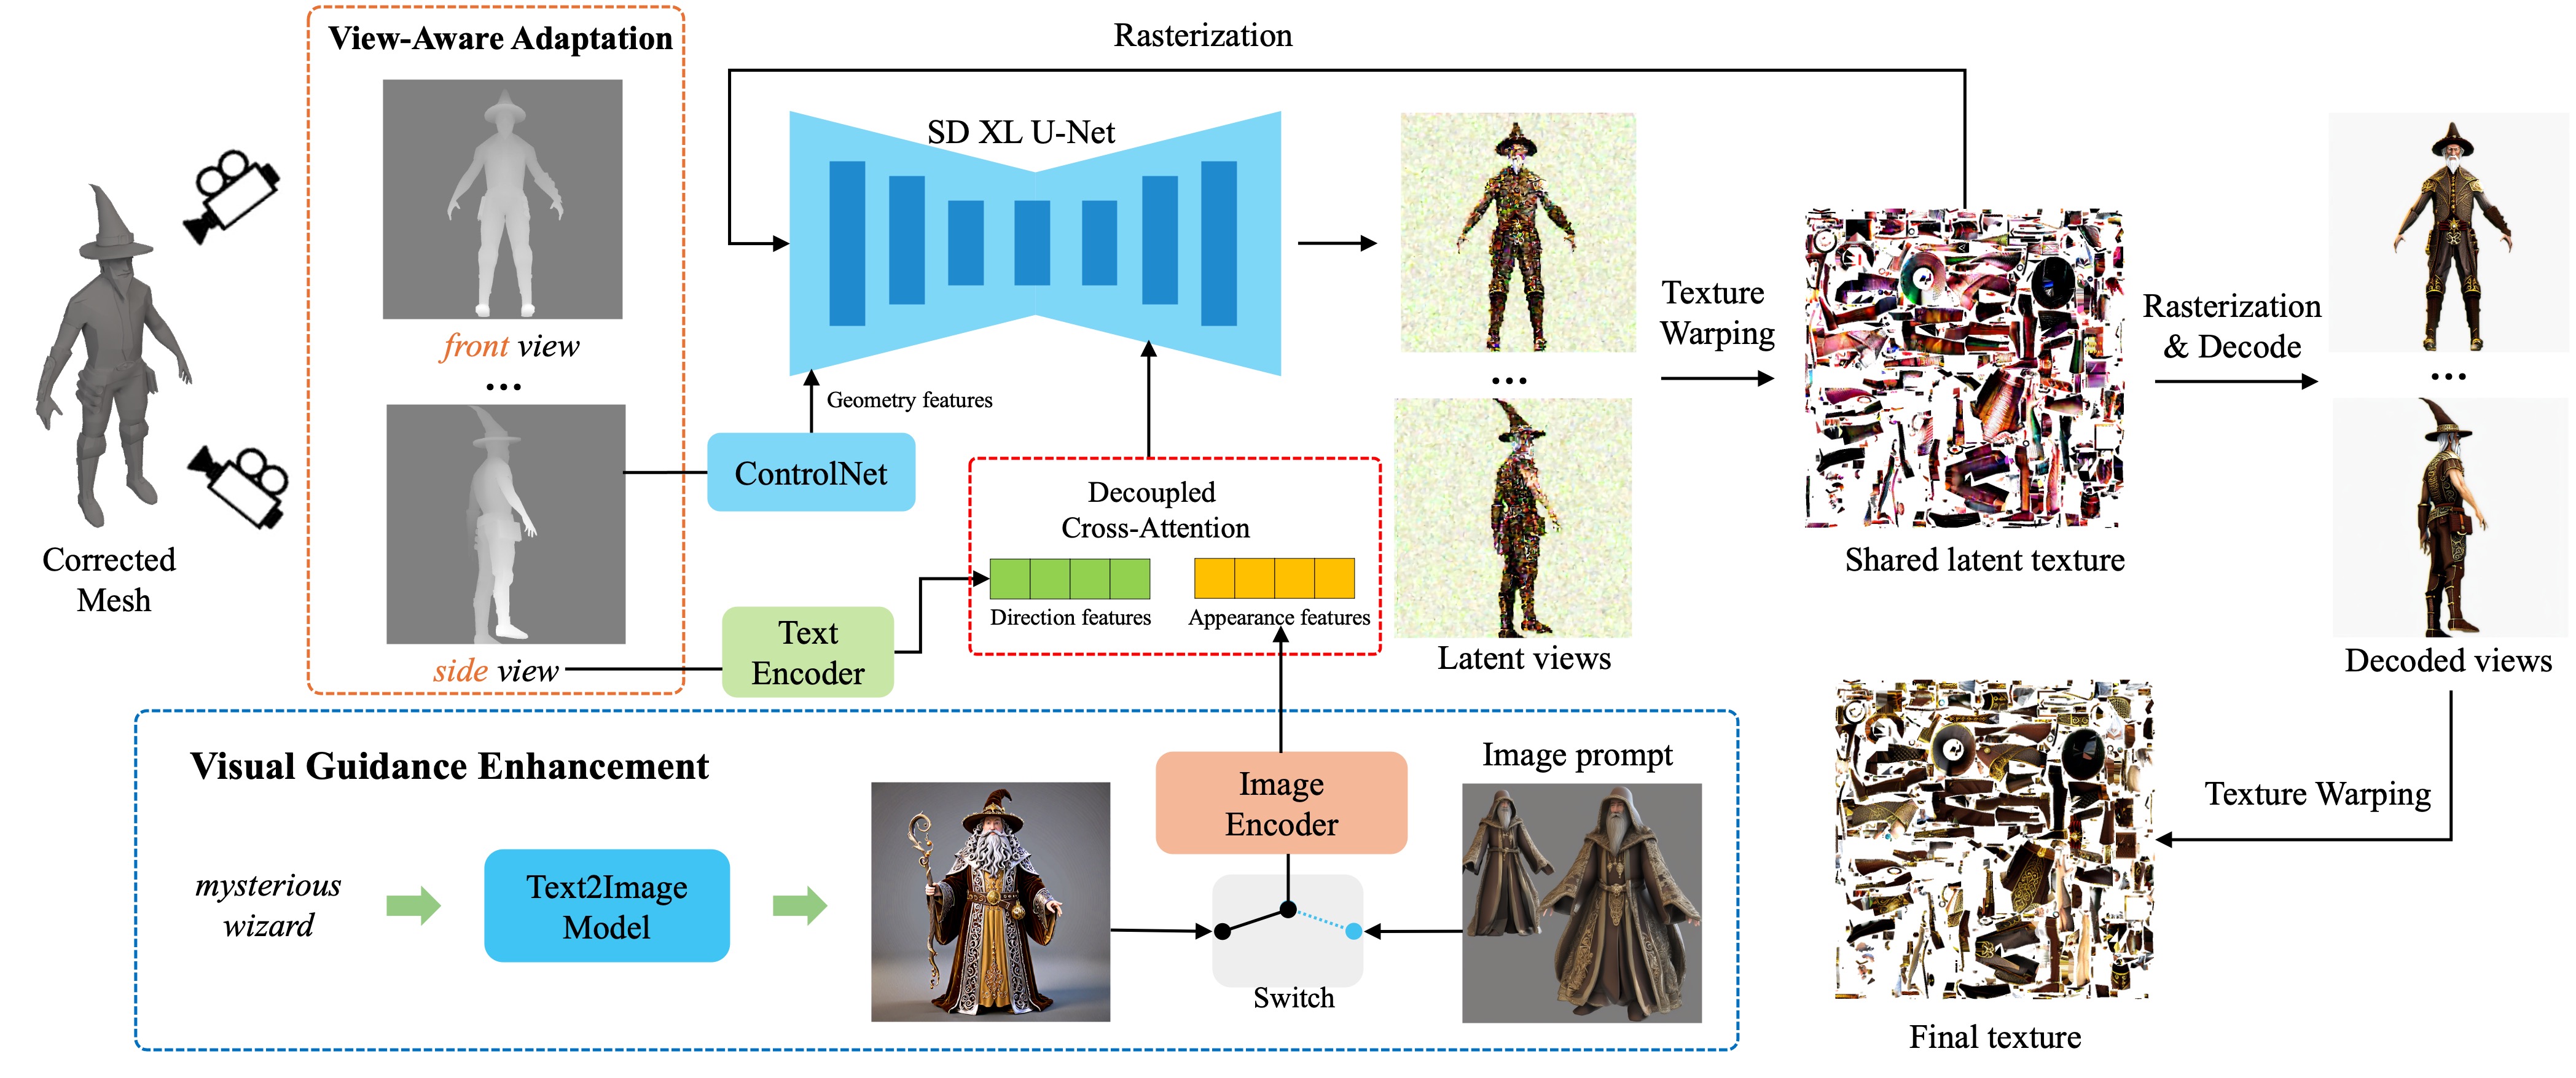 View-Aware Adaptation
front view
...
side view
Corrected
Mesh
Rasterization
SD XL U-Net
Geometry features
ControlNet
Text
Encoder
Decoupled
Cross-Attention
Direction features
Appearance features
...
Latent views
Texture
Warping
Shared latent texture
Rasterization
& Decode
...
Decoded views
Texture Warping
Final texture
Visual Guidance Enhancement
mysterious
wizard
Text2Image
Model
Image
Encoder
Switch
Image prompt